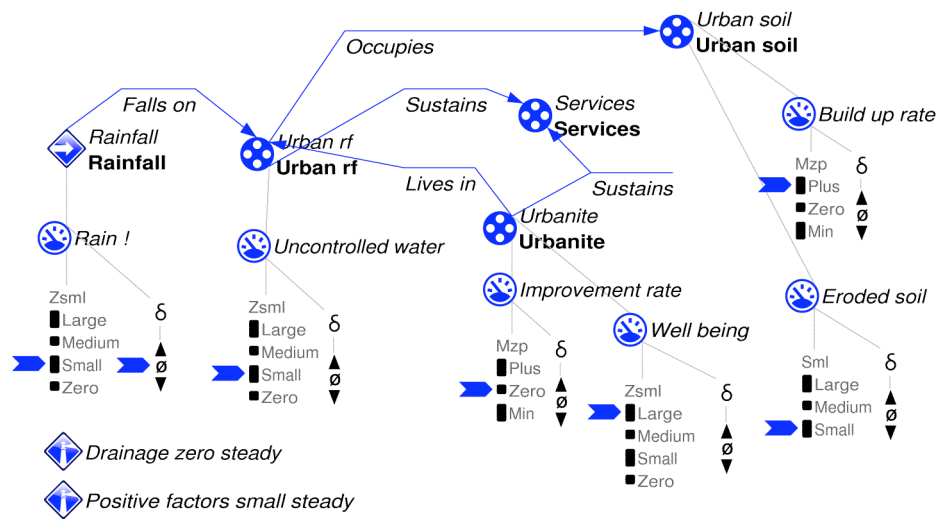 Urban soil
Urban soil
Occupies
Falls on
Sustains
Services
Services
Build up rate
Rainfall
Rainfall
Urban rf
Urban rf
Mzp
δ
Plus
Zero
ø
Min
Lives in
Sustains
Urbanite
Urbanite
Rain !
Uncontrolled water
Improvement rate
Eroded soil
Zsml
δ
Large
Medium
Small
ø
Zero
Zsml
δ
Large
Medium
Small
ø
Zero
Mzp
δ
Plus
Zero
ø
Min
Well being
Zsml
δ
Large
Medium
ø
Small
Zero
Sml
δ
Large
Medium
ø
Small
Drainage zero steady
Positive factors small steady